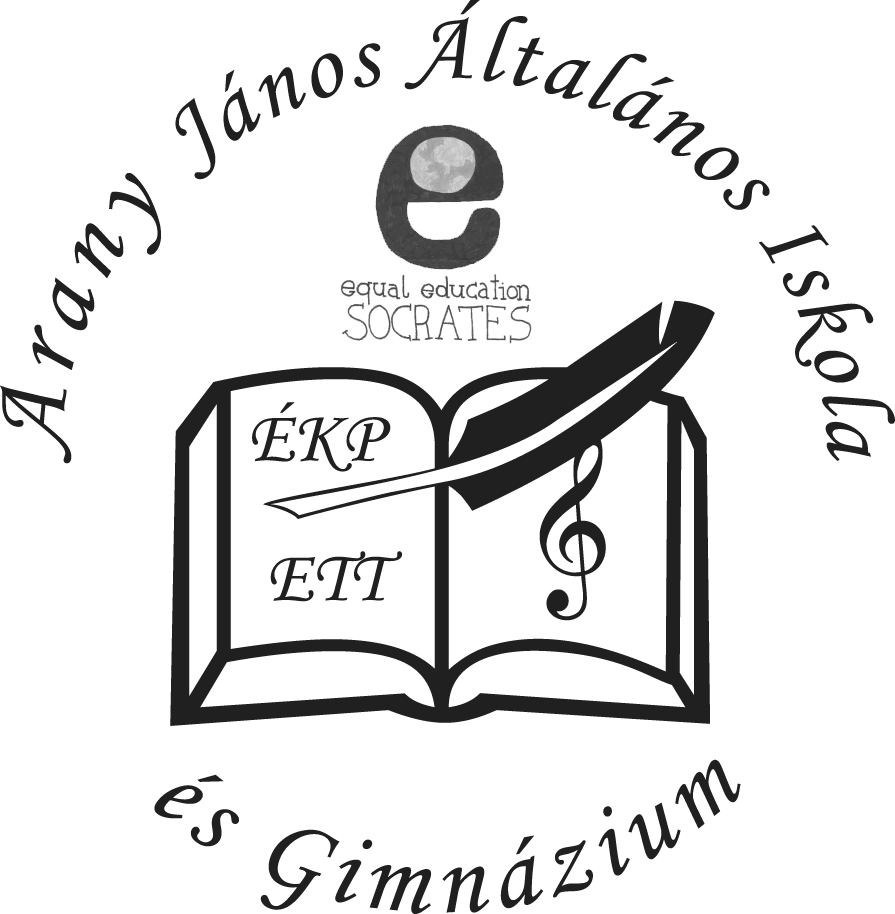 Arany János Általános Iskola
equal education
SOCRATES
ÉKP
ETT
és Gimnázium